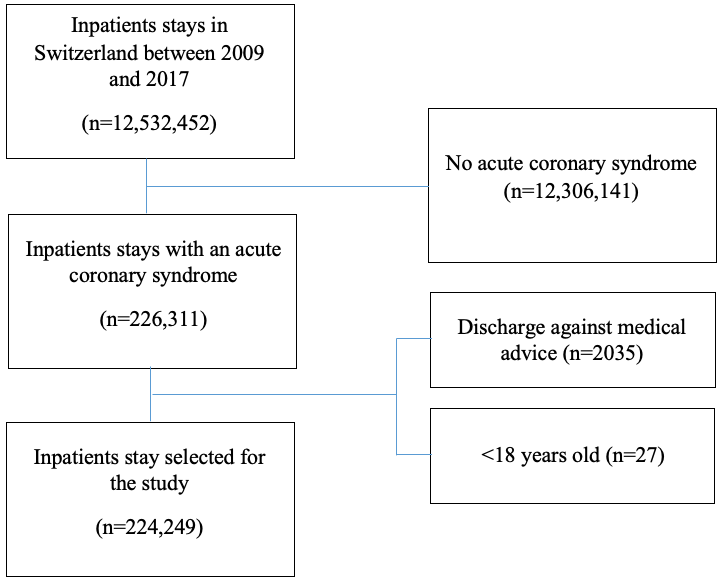 Inpatients stays in
Switzerland between 2009
and 2017
(n=12,532,452)
No acute coronary syndrome
(n=12,306,141)
Inpatients stays with an acute
coronary syndrome
(n=226,311)
Discharge against medical
advice (n=2035)
<18 years old (n=27)
Inpatients stay selected for
the study
(n=224,249)